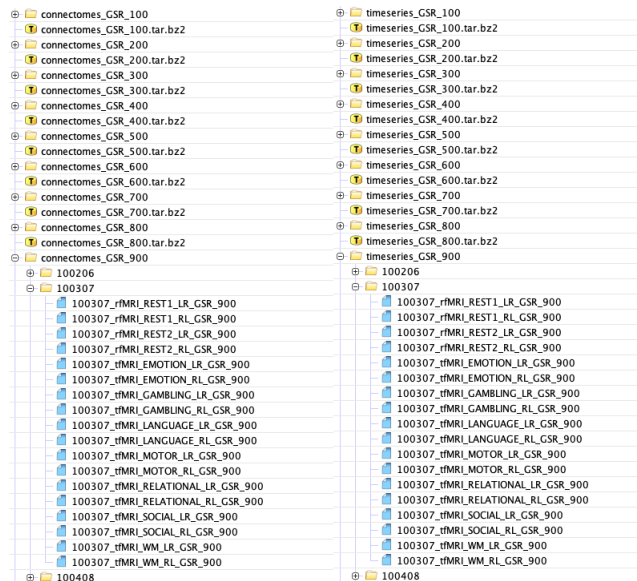 connectomes_GSR_100
connectomes_GSR_100.tar.bz2
connectomes_GSR_200
connectomes_GSR_200.tar.bz2
connectomes_GSR_300
connectomes_GSR_300.tar.bz2
connectomes_GSR_400
connectomes_GSR_400.tar.bz2
connectomes_GSR_500
connectomes_GSR_500.tar.bz2
connectomes_GSR_600
connectomes_GSR_600.tar.bz2
connectomes_GSR_700
connectomes_GSR_700.tar.bz2
connectomes_GSR_800
connectomes_GSR_800.tar.bz2
connectomes_GSR_900
100206
100307
100307_rfMRI_REST1_LR_GSR_900
100307_rfMRI_REST1_RL_GSR_900
100307_rfMRI_REST2_LR_GSR_900
100307_rfMRI_REST2_RL_GSR_900
100307_tfMRI_EMOTION_LR_GSR_900
100307_tfMRI_EMOTION_RL_GSR_900
100307_tfMRI_GAMBLING_LR_GSR_900
100307_tfMRI_GAMBLING_RL_GSR_900
100307_tfMRI_LANGUAGE_LR_GSR_900
100307_tfMRI_LANGUAGE_RL_GSR_900
100307_tfMRI_MOTOR_LR_GSR_900
100307_tfMRI_MOTOR_RL_GSR_900
100307_tfMRI_RELATIONAL_LR_GSR_900
100307_tfMRI_RELATIONAL_RL_GSR_900
100307_tfMRI_SOCIAL_LR_GSR_900
100307_tfMRI_SOCIAL_RL_GSR_900
100307_tfMRI_WM_LR_GSR_900
100307_tfMRI_WM_RL_GSR_900
100408
timeseries_GSR_100
timeseries_GSR_100.tar.bz2
timeseries_GSR_200
timeseries_GSR_200.tar.bz2
timeseries_GSR_300
timeseries_GSR_300.tar.bz2
timeseries_GSR_400
timeseries_GSR_400.tar.bz2
timeseries_GSR_500
timeseries_GSR_500.tar.bz2
timeseries_GSR_600
timeseries_GSR_600.tar.bz2
timeseries_GSR_700
timeseries_GSR_700.tar.bz2
timeseries_GSR_800
timeseries_GSR_800.tar.bz2
timeseries_GSR_900
100206
100307
100307_rfMRI_REST1_LR_GSR_900
100307_rfMRI_REST1_RL_GSR_900
100307_rfMRI_REST2_LR_GSR_900
100307_rfMRI_REST2_RL_GSR_900
100307_tfMRI_EMOTION_LR_GSR_900
100307_tfMRI_EMOTION_RL_GSR_900
100307_tfMRI_GAMBLING_LR_GSR_900
100307_tfMRI_GAMBLING_RL_GSR_900
100307_tfMRI_LANGUAGE_LR_GSR_900
100307_tfMRI_LANGUAGE_RL_GSR_900
100307_tfMRI_MOTOR_LR_GSR_900
100307_tfMRI_MOTOR_RL_GSR_900
100307_tfMRI_RELATIONAL_LR_GSR_900
100307_tfMRI_RELATIONAL_RL_GSR_900
100307_tfMRI_SOCIAL_LR_GSR_900
100307_tfMRI_SOCIAL_RL_GSR_900
100307_tfMRI_WM_LR_GSR_900
100307_tfMRI_WM_RL_GSR_900
100408